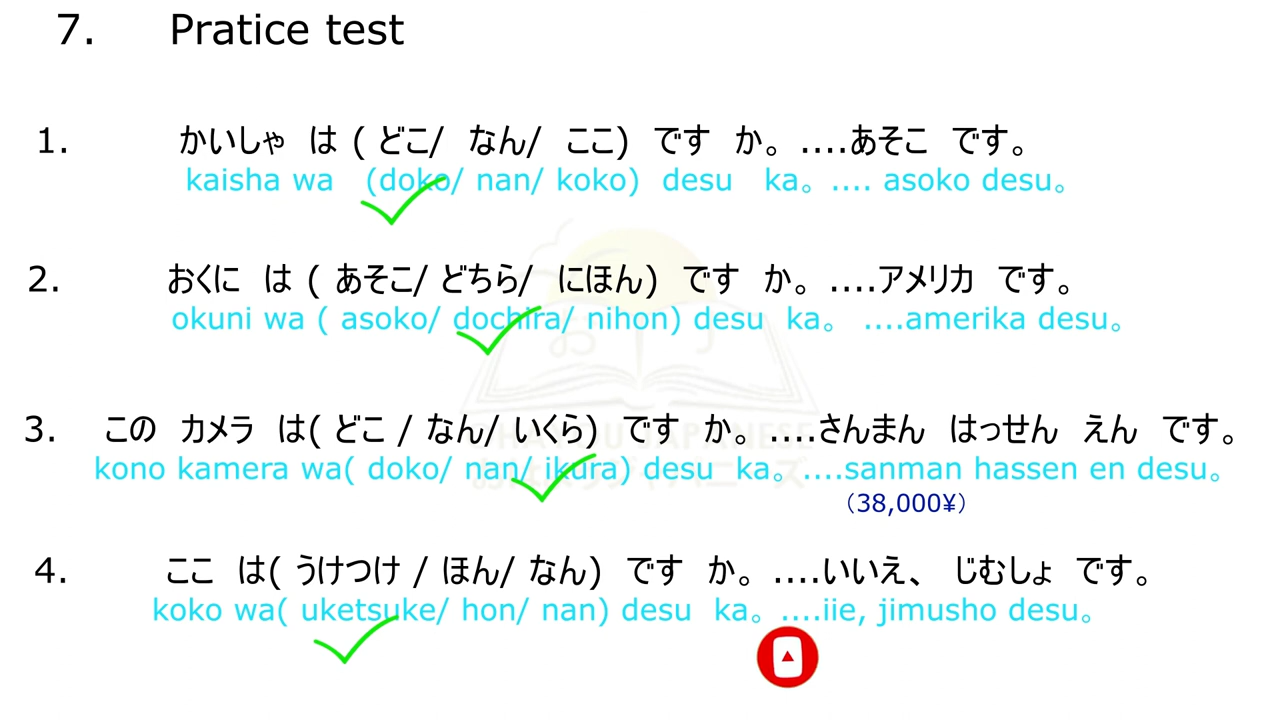 7. Pratice test
1. かいしゃ は ( どこ/ なん/ ここ) です か。....あそこ です。
kaisha wa (doko/ nan/ koko) desu ka。.... asoko desu。
2. おくに は ( あそこ/ どちら/ にほん) です か。....アメリカ です。
okuni wa ( asoko/ dochira/ nihon) desu ka。 ....amerika desu。
3. この カメラ は( どこ / なん/ いくら) です か。....さんまん はっせん えん です。
kono kamera wa( doko/ nan/ ikura) desu ka。....sanman hassen en desu。
（38,000¥）
4. ここ は( うけつけ / ほん/ なん) です か。....いいえ、 じむしょ です。
koko wa( uketsuke/ hon/ nan) desu ka。....iie, jimusho desu。